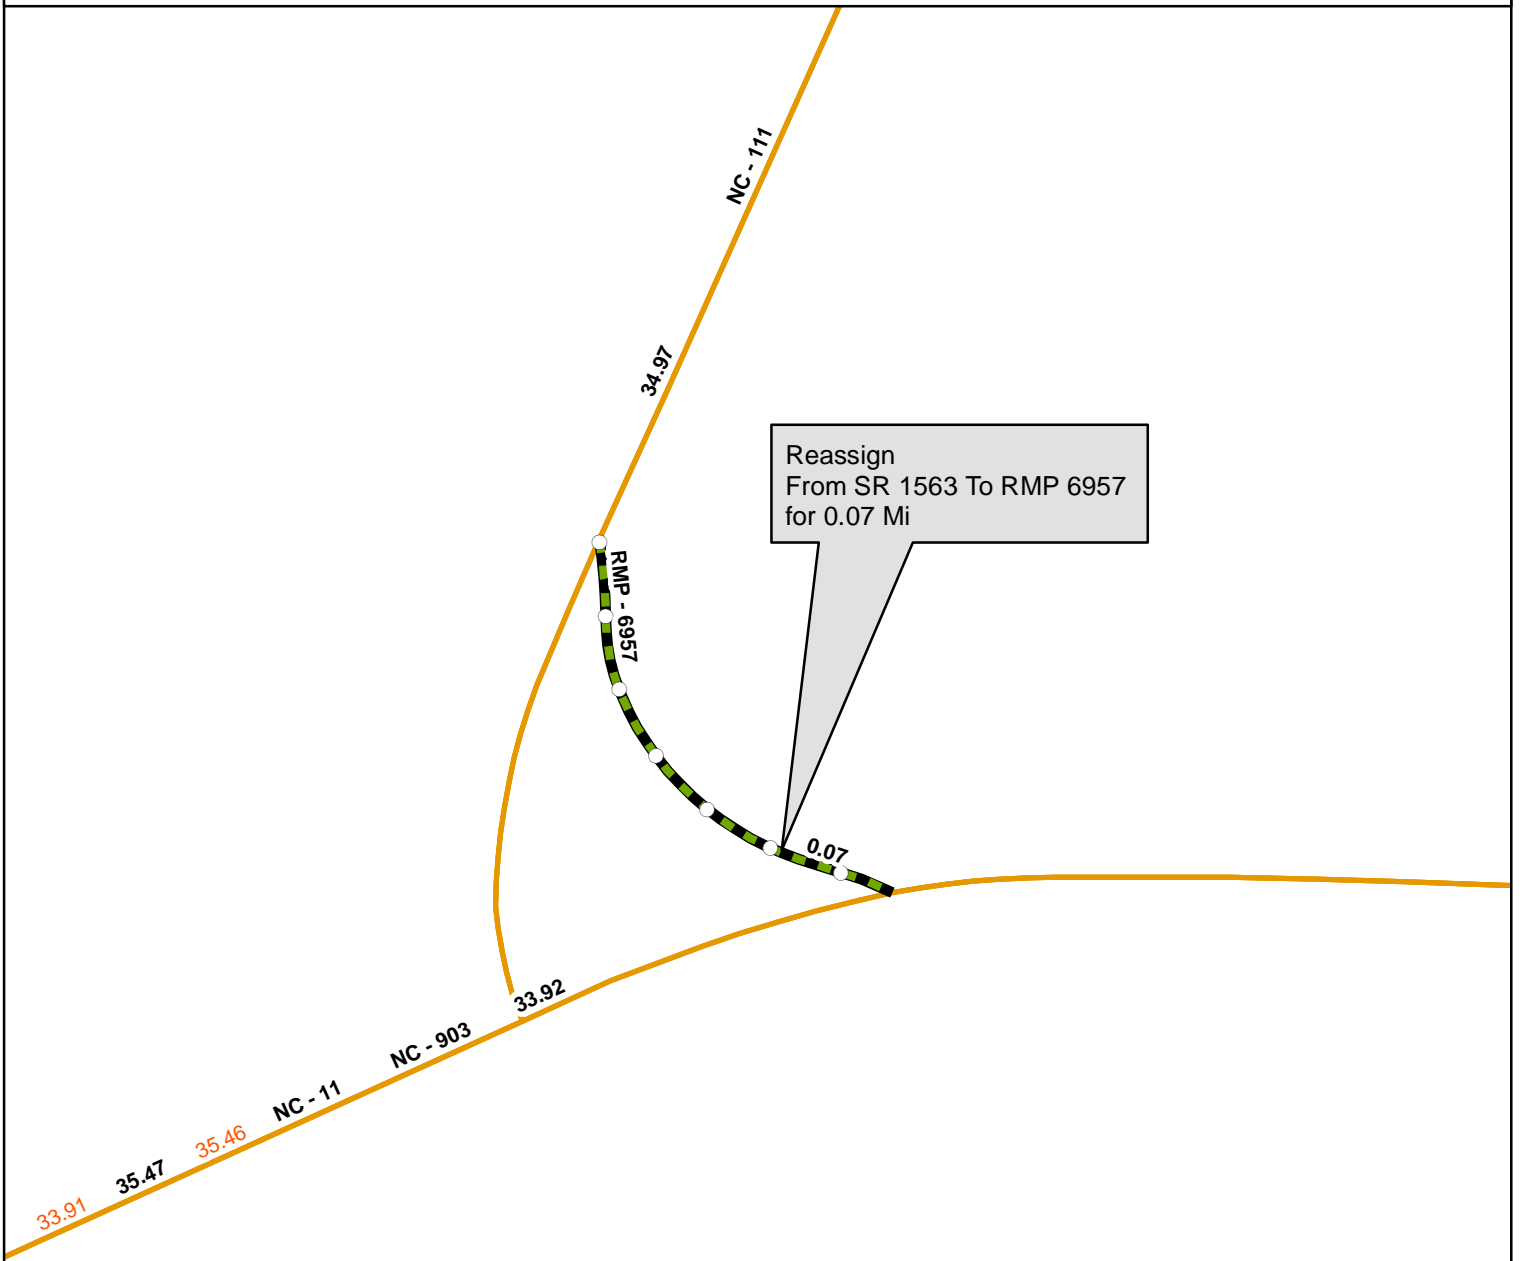 NC - 111
34.97
Reassign
From SR 1563 To RMP 6957
for 0.07 Mi
RMP - 6957
0.07
33.92
NC - 903
NC - 11
35.46
35.47
33.91